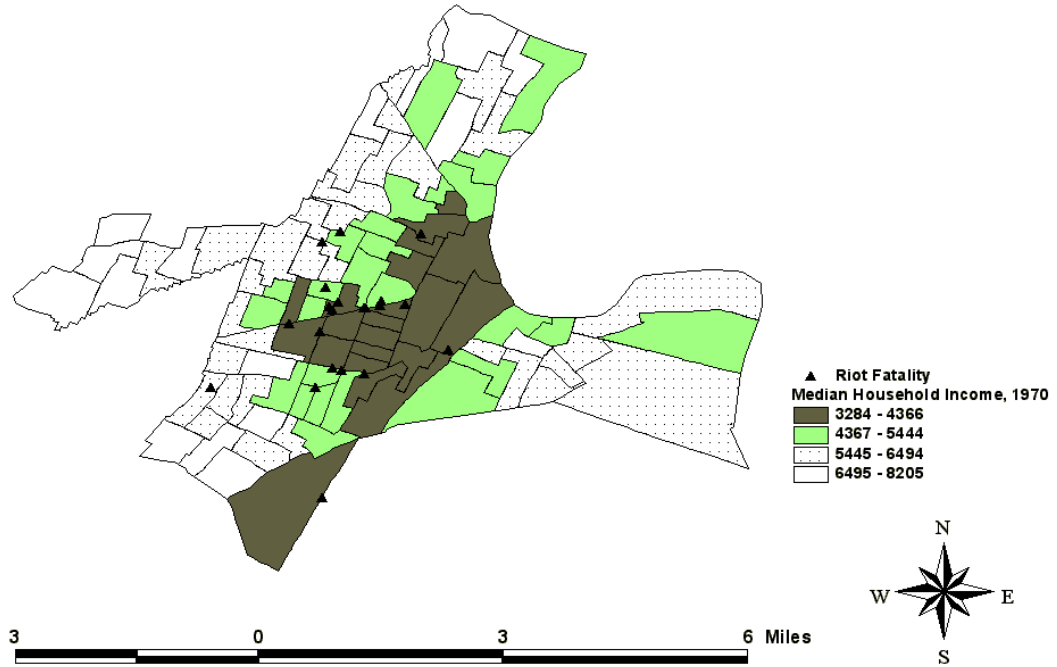 Riot Fatality
Median Household Income, 1970
3284 - 4366
4367 - 5444
5445 - 6494
6495 - 8205
N
W E
S
3 0 3 6 Miles